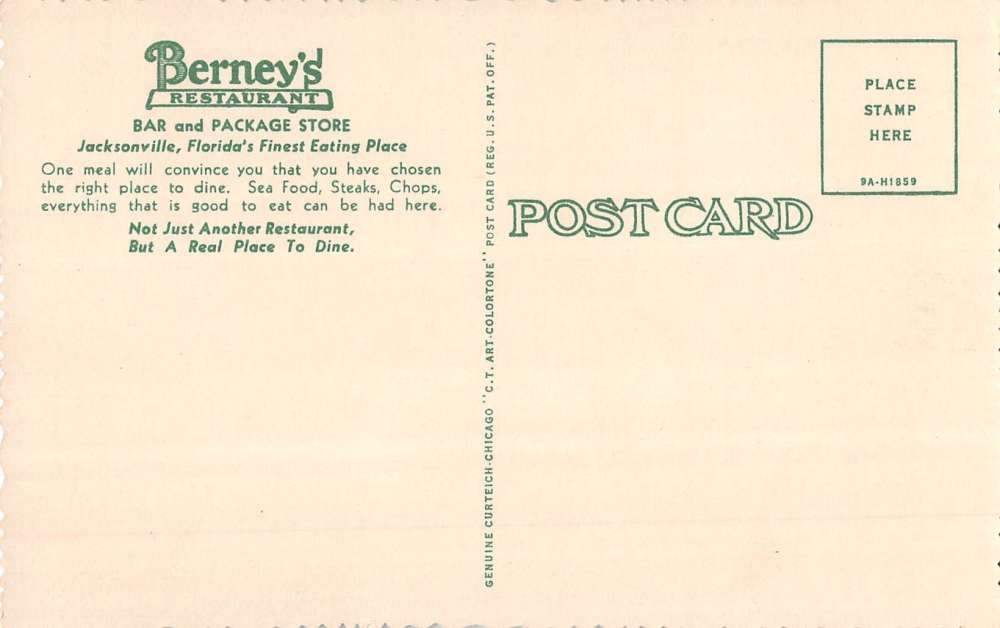 Berney's
RESTAURANT
BAR and PACKAGE STORE
Jacksonville, Florida's Finest Eating Place
One meal will convince you that you have chosen
the right place to dine. Sea Food, Steaks, Chops,
everything that is good to eat can be had here.
Not Just Another Restaurant,
But A Real Place To Dine.
GENUINE CURTEICH-CHICAGO "C.T. ART-COLORTONE" POST CARD (REG. U.S. PAT. OFF.)
POST CARD
PLACE
STAMP
HERE
9A-H1859